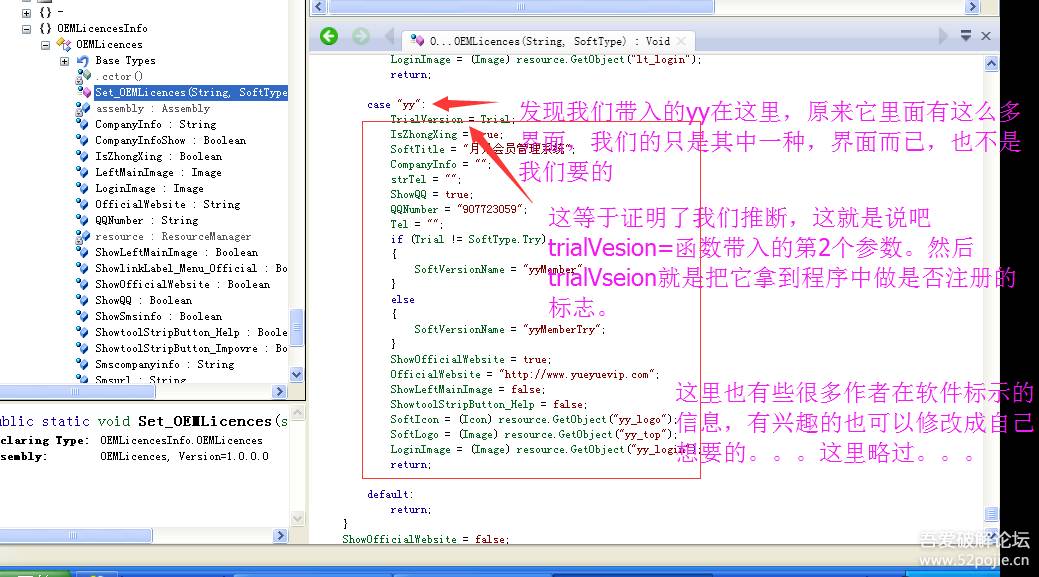 {} -
{} OEMLicencesInfo
OEMLicences
Base Types
.cctor()
Set_OEMLicences(String, SoftType
assembly : Assembly
CompanyInfo : String
CompanyInfoShow : Boolean
IsZhongXing : Boolean
LeftMainImage : Image
LoginImage : Image
OfficialWebsite : String
QQNumber : String
resource : ResourceManager
ShowLeftMainImage : Boolean
ShowlinkLabel_Menu_Official : Bo
ShowOfficialWebsite : Boolean
ShowQQ : Boolean
ShowSmsinfo : Boolean
ShowtoolStripButton_Help : Boole
ShowtoolStripButton_Impovre : Bo
Smscompanyinfo : String
Smsurl : String
ublic static void Set_OEMLicences(s
claring Type: OEMLicencesInfo.OEMLicences
sembly: OEMLicences, Version=1.0.0.0
O...OEMLicences(String, SoftType) : Void
LoginImage = (Image) resource.GetObject("lt_login");
return;
case "yy":
TrialVersion = Trial;
IsZhongXing = true;
SoftTitle = "月月会员管理系统";
CompanyInfo = "";
strTel = "";
ShowQQ = true;
QQNumber = "907723059";
Tel = "";
if (Trial != SoftType.Try)
{
SoftVersionName = "yyMember"
}
else
{
SoftVersionName = "yyMemberTry";
}
ShowOfficialWebsite = true;
OfficialWebsite = "http://www.yueyuevip.com";
ShowLeftMainImage = false;
ShowtoolStripButton_Help = false;
SoftIcon = (Icon) resource.GetObject("yy_logo");
SoftLogo = (Image) resource.GetObject("yy_top");
LoginImage = (Image) resource.GetObject("yy_login");
return;
default:
return;
}
ShowOfficialWebsite = false;
发现我们带入的yy在这里，原来它里面有这么多
界面，我们的只是其中一种，界面而已，也不是
我们要的
这等于证明了我们推断，这就是说吧
trialVesion=函数带入的第2个参数。然后
trialVseion就是把它拿到程序中做是否注册的
标志。
这里也有些很多作者在软件标示的
信息，有兴趣的也可以修改成自己
想要的。。。这里略过。。。
吾爱破解论坛
www.52pojie.cn